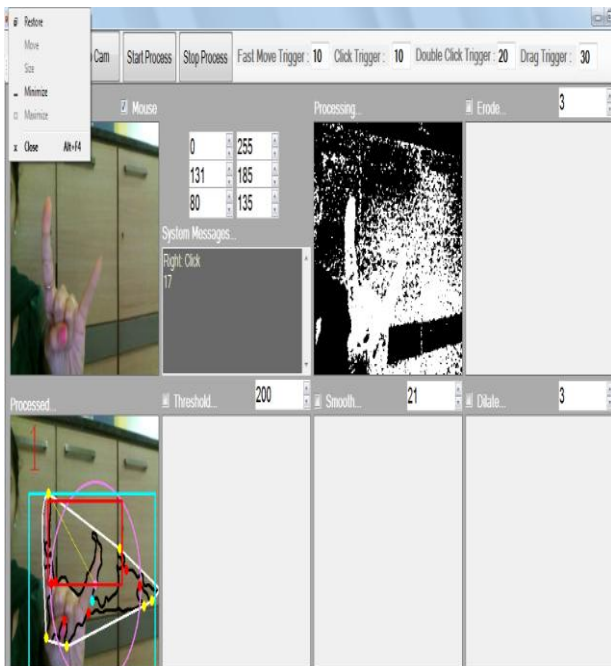 Restore
Move
Size
Minimize
Maximize
Close Alt+F4
Cam
Start Process
Stop Process
Fast Move Trigger : 10
Click Trigger : 10
Double Click Trigger : 20
Drag Trigger : 30
Mouse
Processing...
Erode...
3
0 255
131 185
80 135
System Messages...
Right Click
17
Processed...
Threshold... 200
Smooth... 21
Dilate... 3
1